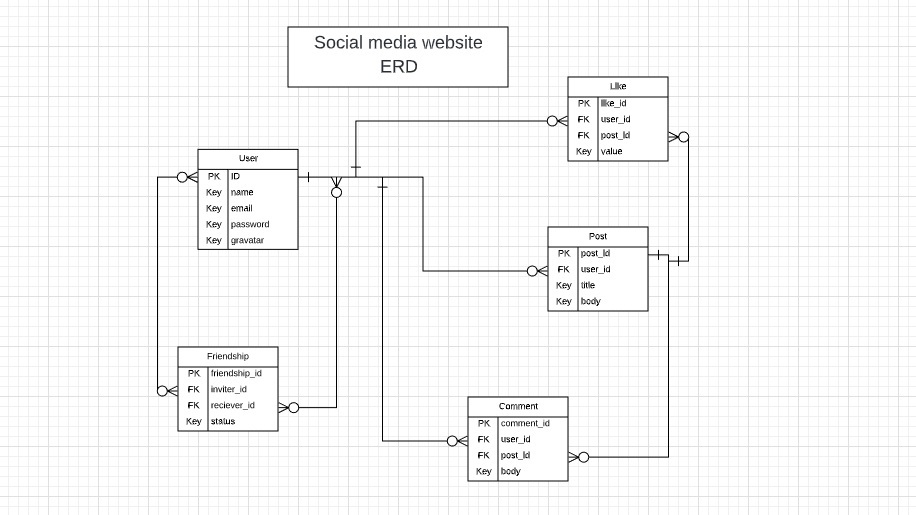 Social media website
ERD
Like
PK like_id
FK user_id
FK post_Id
Key value
User
PK ID
Key name
Key email
Key password
Key gravatar
Post
PK post_Id
FK user_id
Key title
Key body
Friendship
PK friendship_id
FK inviter_id
FK reciever_id
Key status
Comment
PK comment_id
FK user_id
FK post_Id
Key body